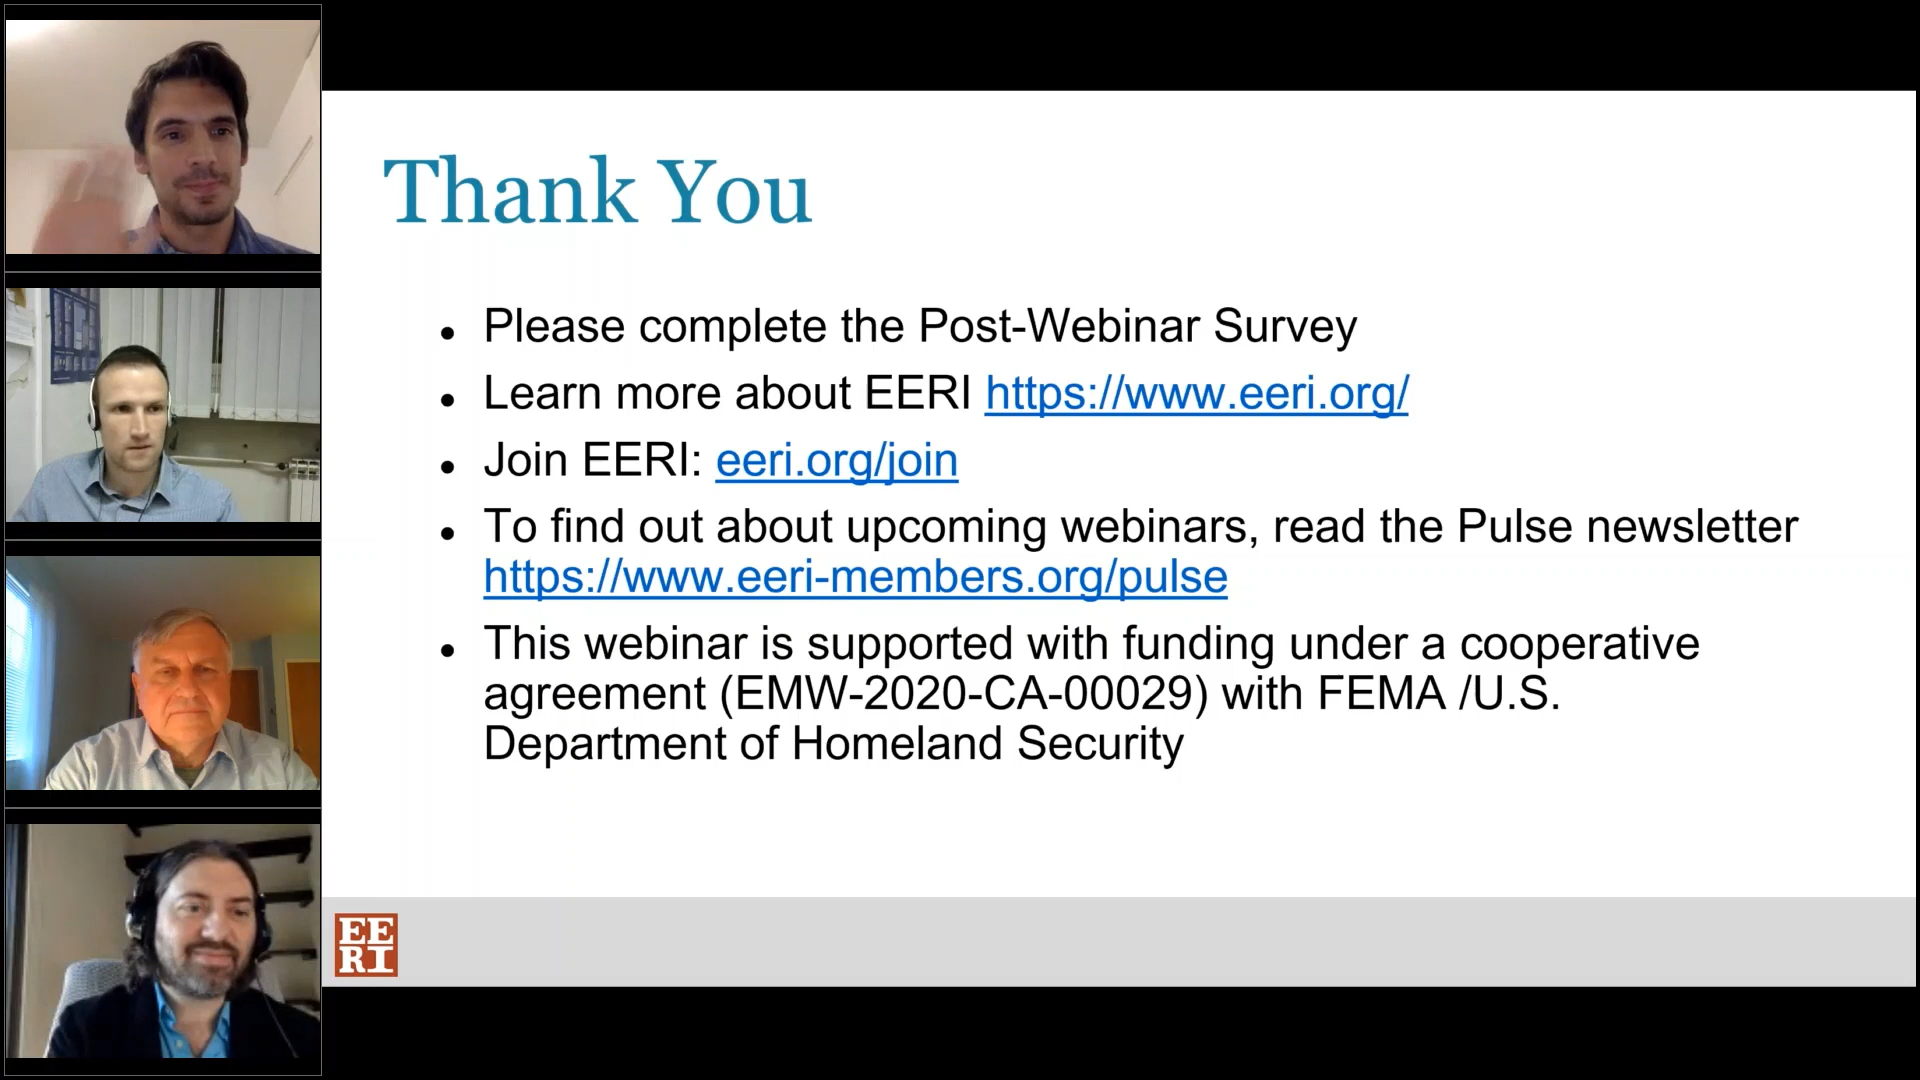 Thank You
Please complete the Post-Webinar Survey
Learn more about EERI https://www.eeri.org/
Join EERI: eeri.org/join
To find out about upcoming webinars, read the Pulse newsletter
https://www.eeri-members.org/pulse
This webinar is supported with funding under a cooperative
agreement (EMW-2020-CA-00029) with FEMA /U.S.
Department of Homeland Security
EE
RI